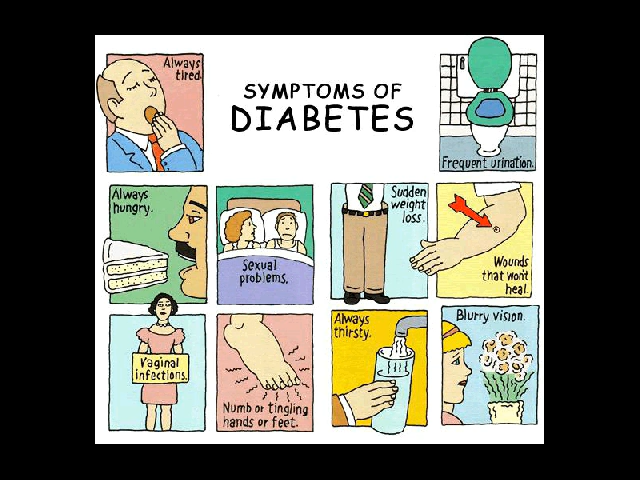 Always
tired.
SYMPTOMS OF
DIABETES
Frequent urination.
Always
hungry.
Sexual
problems.
Sudden
weight
loss.
Wounds
that won't
heal.
Vaginal
infections.
Numb or tingling
hands or feet.
Always
thirsty.
Blurry vision.